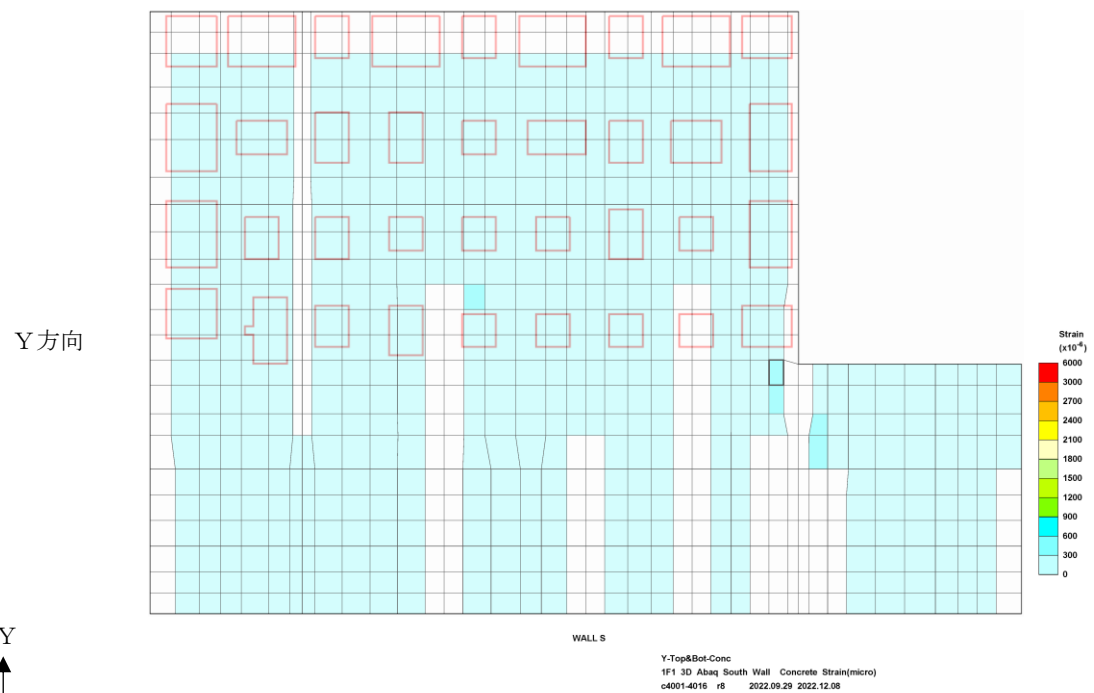 Y方向
Strain
(x10⁻⁶)
6000
3000
2700
2400
2100
1800
1500
1200
900
600
300
0
WALL S
Y
Y-Top&Bot-Conc
1F1 3D Abaq South Wall Concrete Strain(micro)
c4001-4016 r8 2022.09.29 2022.12.08